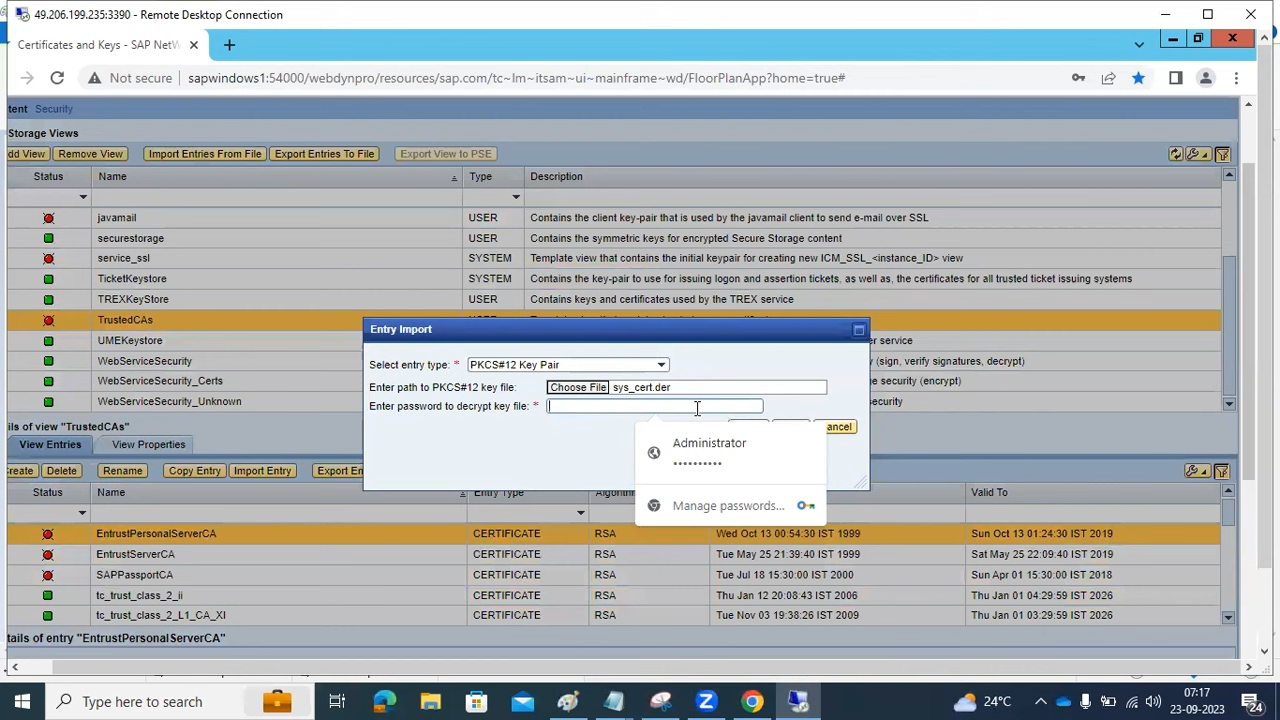 49.206.199.235:3390 - Remote Desktop Connection
Certificates and Keys - SAP NetW
Not secure sapwindows1:54000/webdynpro/resources/sap.com/tc~lm~itsam~ui~mainframe~wd/FloorPlanApp?home=true#
tent Security
Storage Views
dd View Remove View Import Entries From File Export Entries To File Export View to PSE
Status Name Type Description
javamail USER Contains the client key-pair that is used by the javamail client to send e-mail over SSL
securestorage USER Contains the symmetric keys for encrypted Secure Storage content
service_ssl SYSTEM Template view that contains the initial keypair for creating new ICM_SSL_<instance_ID> view
TicketKeystore SYSTEM Contains the key-pair to use for issuing logon and assertion tickets, as well as, the certificates for all trusted ticket issuing systems
TREXKeyStore USER Contains keys and certificates used by the TREX service
TrustedCAs
Entry Import
UMEKeystore er service
WebServiceSecurity (sign, verify signatures, decrypt)
WebServiceSecurity_Certs es
WebServiceSecurity_Unknown
Select entry type: * PKCS#12 Key Pair
Enter path to PKCS#12 key file: Choose File sys_cert.der
Enter password to decrypt key file: *
ancel
Administrator
••••••••••
Manage passwords...
tails of view "TrustedCAs"
View Entries View Properties
Create Delete Rename Copy Entry Import Entry Export En
Status Name Entry Type Algorit Valid To
EntrustPersonalServerCA CERTIFICATE RSA Wed Oct 13 00:54:30 IST 1999 Sun Oct 13 01:24:30 IST 2019
EntrustServerCA CERTIFICATE RSA Tue May 25 21:39:40 IST 1999 Sat May 25 22:09:40 IST 2019
SAPPassportCA CERTIFICATE RSA Tue Jul 18 15:30:00 IST 2000 Sun Apr 01 15:30:00 IST 2018
tc_trust_class_2_ii CERTIFICATE RSA Thu Jan 12 20:08:43 IST 2006 Thu Jan 01 04:29:59 IST 2026
tc_trust_class_2_L1_CA_XI CERTIFICATE RSA Tue Nov 03 19:38:26 IST 2009 Thu Jan 01 03:29:59 IST 2026
tails of entry "EntrustPersonalServerCA"
Type here to search
24°C
07:17
23-09-2023
24